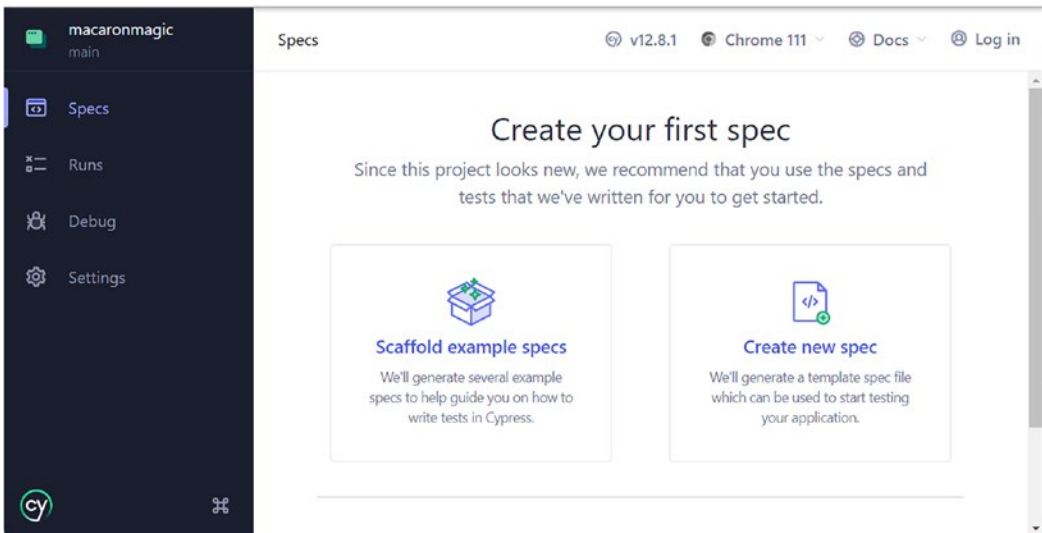 macaronmagic
main
Specs
Runs
Debug
Settings
cy
Specs
cy v12.8.1 Chrome 111 Docs Log in
Create your first spec
Since this project looks new, we recommend that you use the specs and
tests that we've written for you to get started.
Scaffold example specs
We'll generate several example
specs to help guide you on how to
write tests in Cypress.
</>
Create new spec
We'll generate a template spec file
which can be used to start testing
your application.